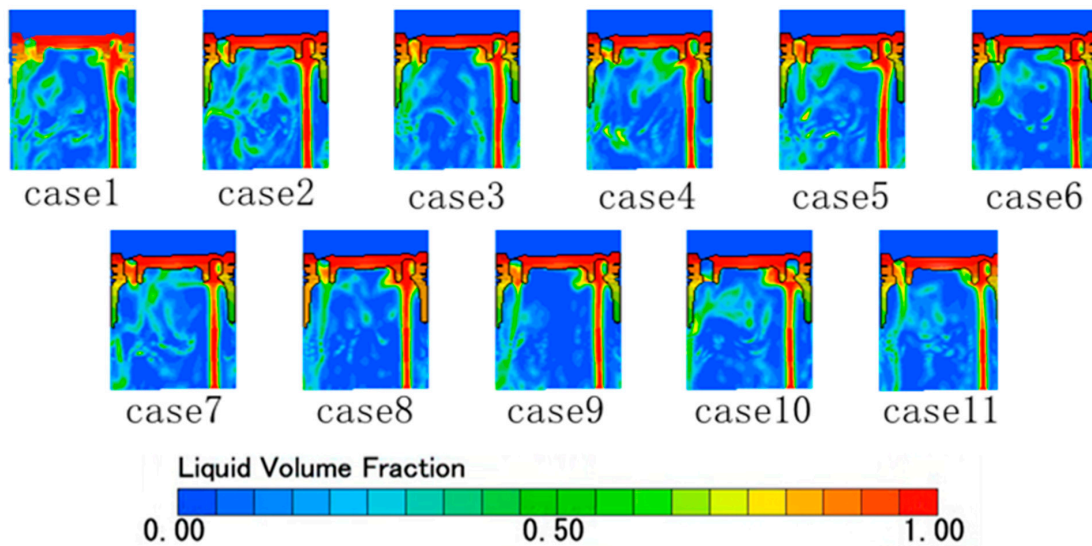 case1 case2 case3 case4 case5 case6
case7 case8 case9 case10 case11
Liquid Volume Fraction
0.00 0.50 1.00